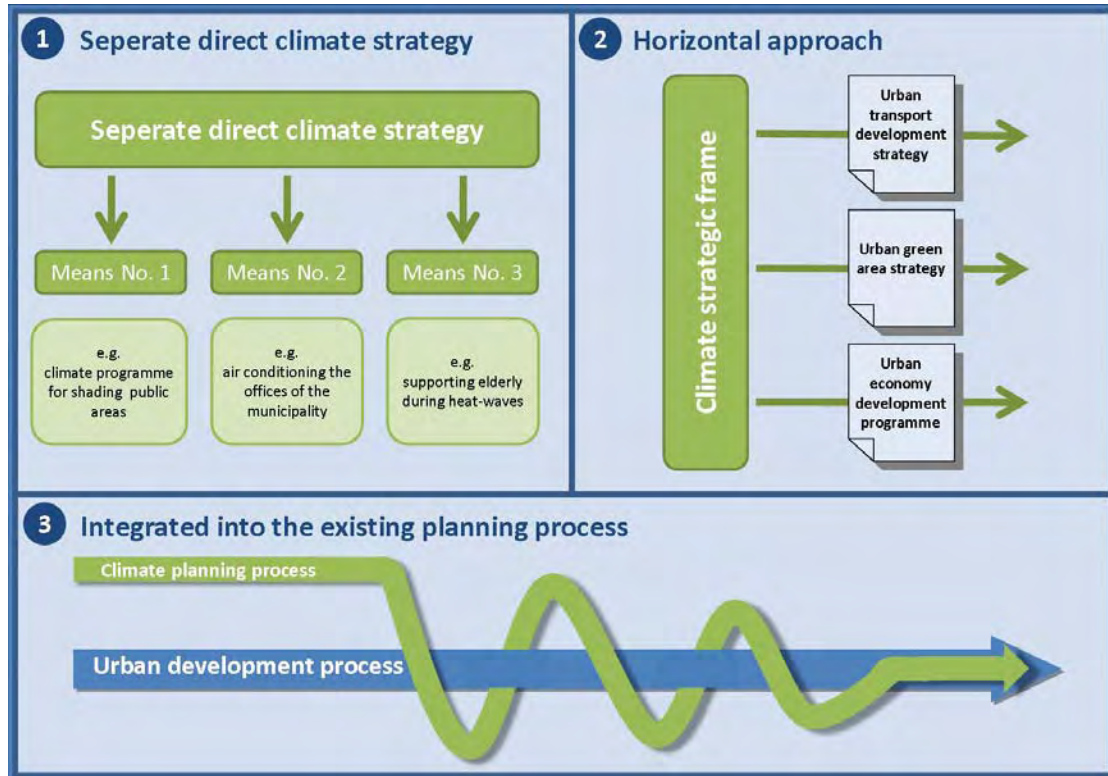 1 Seperate direct climate strategy
Seperate direct climate strategy
Means No. 1
Means No. 2
Means No. 3
e.g.
climate programme
for shading public
areas
e.g.
air conditioning the
offices of the
municipality
e.g.
supporting elderly
during heat-waves
2 Horizontal approach
Climate strategic frame
Urban
transport
development
strategy
Urban green
area strategy
Urban
economy
development
programme
3 Integrated into the existing planning process
Climate planning process
Urban development process